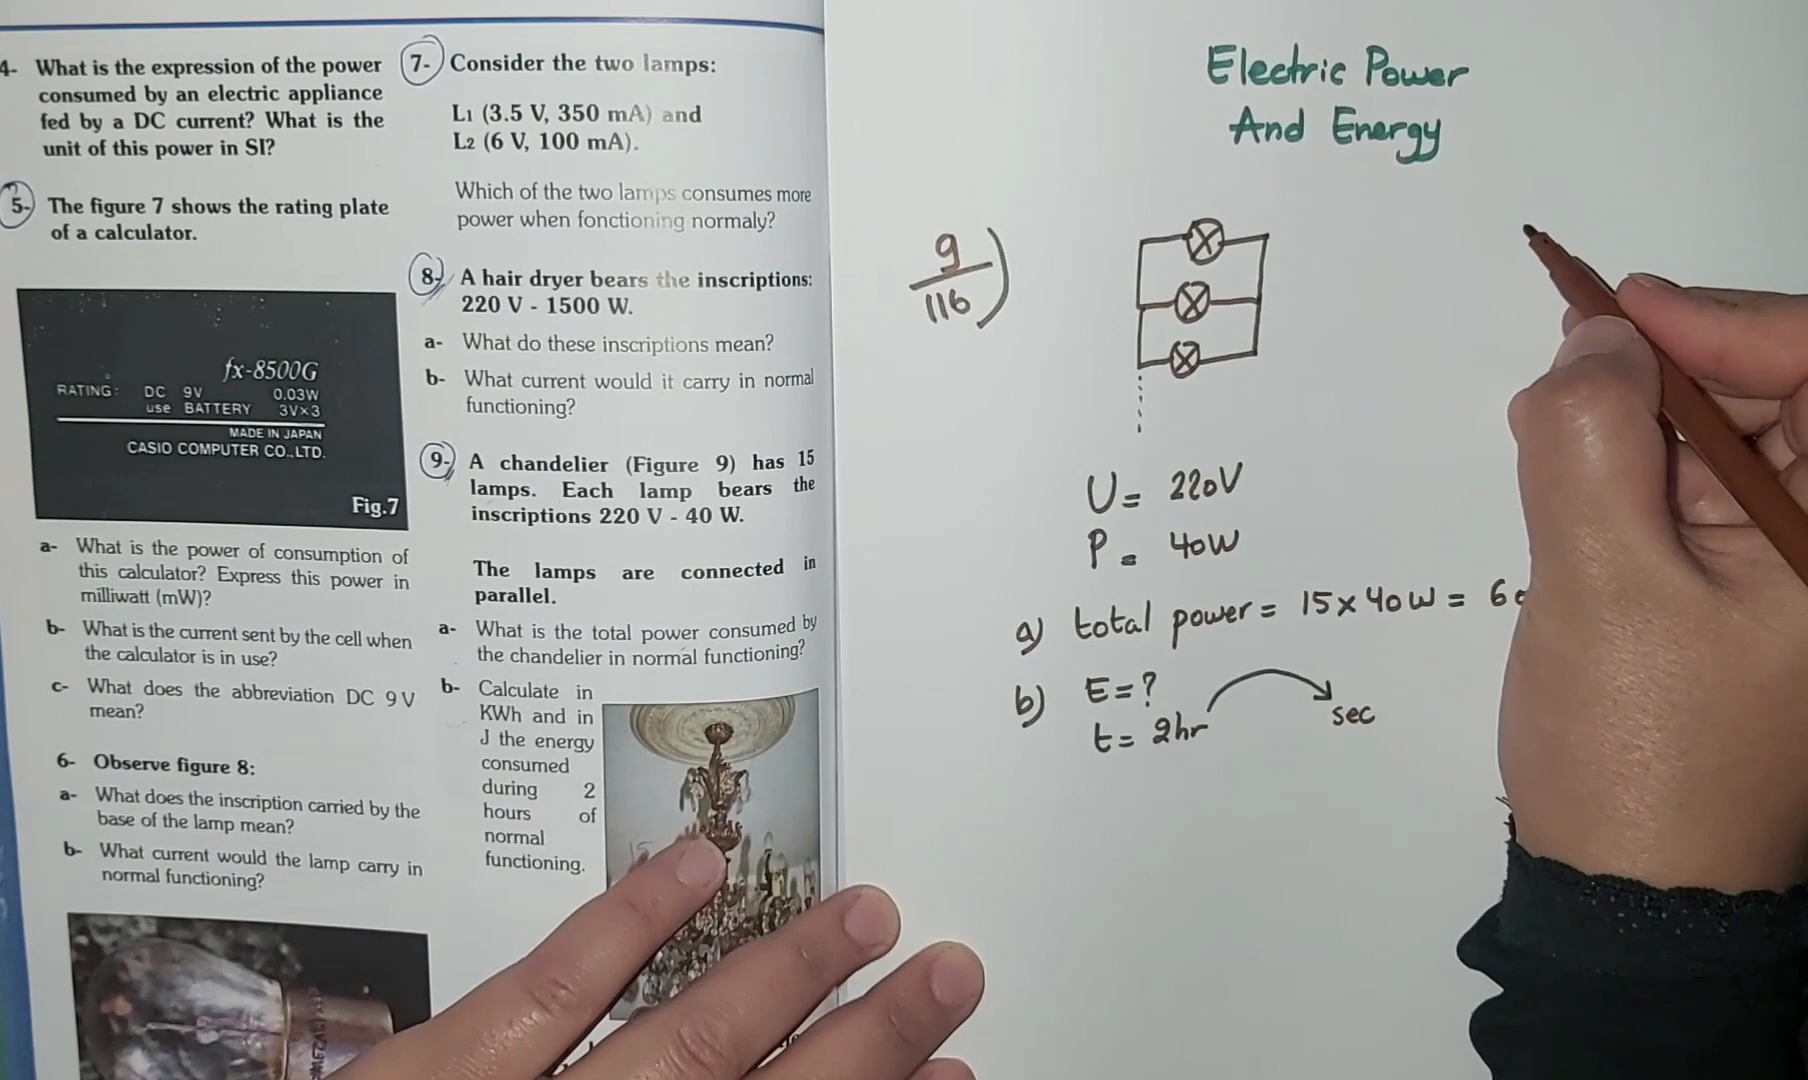 4- What is the expression of the power
consumed by an electric appliance
fed by a DC current? What is the
unit of this power in SI?
5- The figure 7 shows the rating plate
of a calculator.
fx-8500G
RATING: DC 9V 0.03W
use BATTERY 3V×3
MADE IN JAPAN
CASIO COMPUTER CO.,LTD.
Fig.7
a- What is the power of consumption of
this calculator? Express this power in
milliwatt (mW)?
b- What is the current sent by the cell when
the calculator is in use?
c- What does the abbreviation DC 9 V
mean?
6- Observe figure 8:
a- What does the inscription carried by the
base of the lamp mean?
b- What current would the lamp carry in
normal functioning?
7- Consider the two lamps:
L1 (3.5 V, 350 mA) and
L2 (6 V, 100 mA).
Which of the two lamps consumes more
power when fonctioning normaly?
8- A hair dryer bears the inscriptions:
220 V - 1500 W.
a- What do these inscriptions mean?
b- What current would it carry in normal
functioning?
9- A chandelier (Figure 9) has 15
lamps. Each lamp bears the
inscriptions 220 V - 40 W.
The lamps are connected in
parallel.
a- What is the total power consumed by
the chandelier in normal functioning?
b- Calculate in
KWh and in
J the energy
consumed
during 2
hours of
normal
functioning.
15
Electric Power
And Energy
9/116)
U = 220V
P = 40W
a) total power = 15 x 40W = 6
b) E = ?
t = 2hr
sec